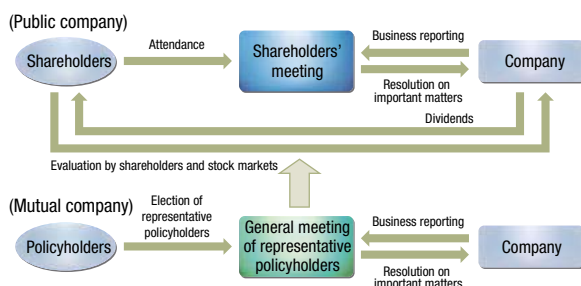 (Public company)
Shareholders
Attendance
Shareholders'
meeting
Business reporting
Resolution on
important matters
Company
Dividends
Evaluation by shareholders and stock markets
(Mutual company)
Policyholders
Election of
representative
policyholders
General meeting
of representative
policyholders
Business reporting
Resolution on
important matters
Company